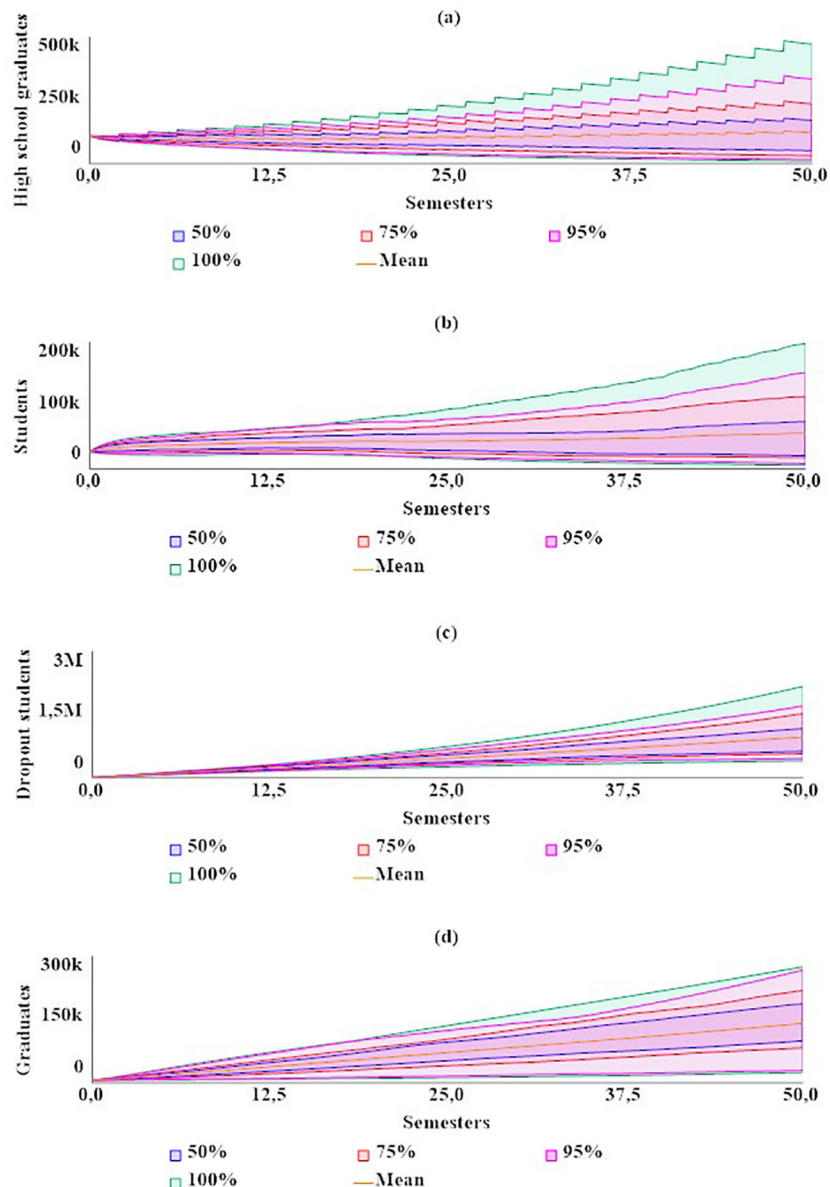 (a)
High school graduates
500k
250k
0
0,0 12,5 25,0 37,5 50,0
Semesters
50% 75% 95%
100% Mean
(b)
Students
200k
100k
0
0,0 12,5 25,0 37,5 50,0
Semesters
50% 75% 95%
100% Mean
(c)
Dropout students
3M
1,5M
0
0,0 12,5 25,0 37,5 50,0
Semesters
50% 75% 95%
100% Mean
(d)
Graduates
300k
150k
0
0,0 12,5 25,0 37,5 50,0
Semesters
50% 75% 95%
100% Mean